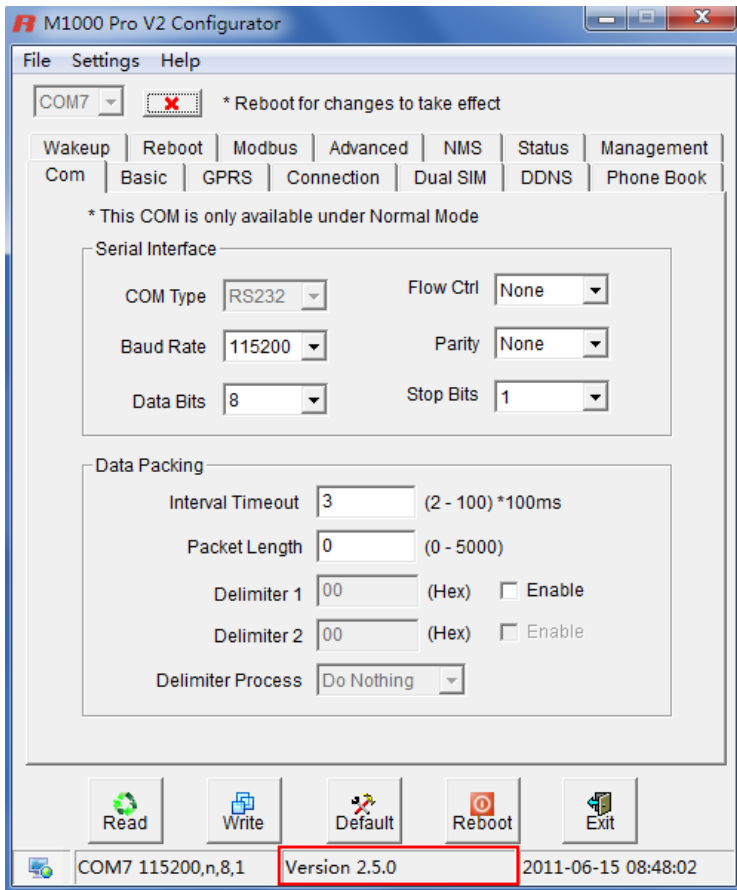 M1000 Pro V2 Configurator
File Settings Help
COM7 * Reboot for changes to take effect
Wakeup Reboot Modbus Advanced NMS Status Management
Com Basic GPRS Connection Dual SIM DDNS Phone Book
* This COM is only available under Normal Mode
Serial Interface
COM Type RS232 Flow Ctrl None
Baud Rate 115200 Parity None
Data Bits 8 Stop Bits 1
Data Packing
Interval Timeout 3 (2 - 100) *100ms
Packet Length 0 (0 - 5000)
Delimiter 1 00 (Hex) Enable
Delimiter 2 00 (Hex) Enable
Delimiter Process Do Nothing
Read Write Default Reboot Exit
COM7 115200,n,8,1 Version 2.5.0 2011-06-15 08:48:02